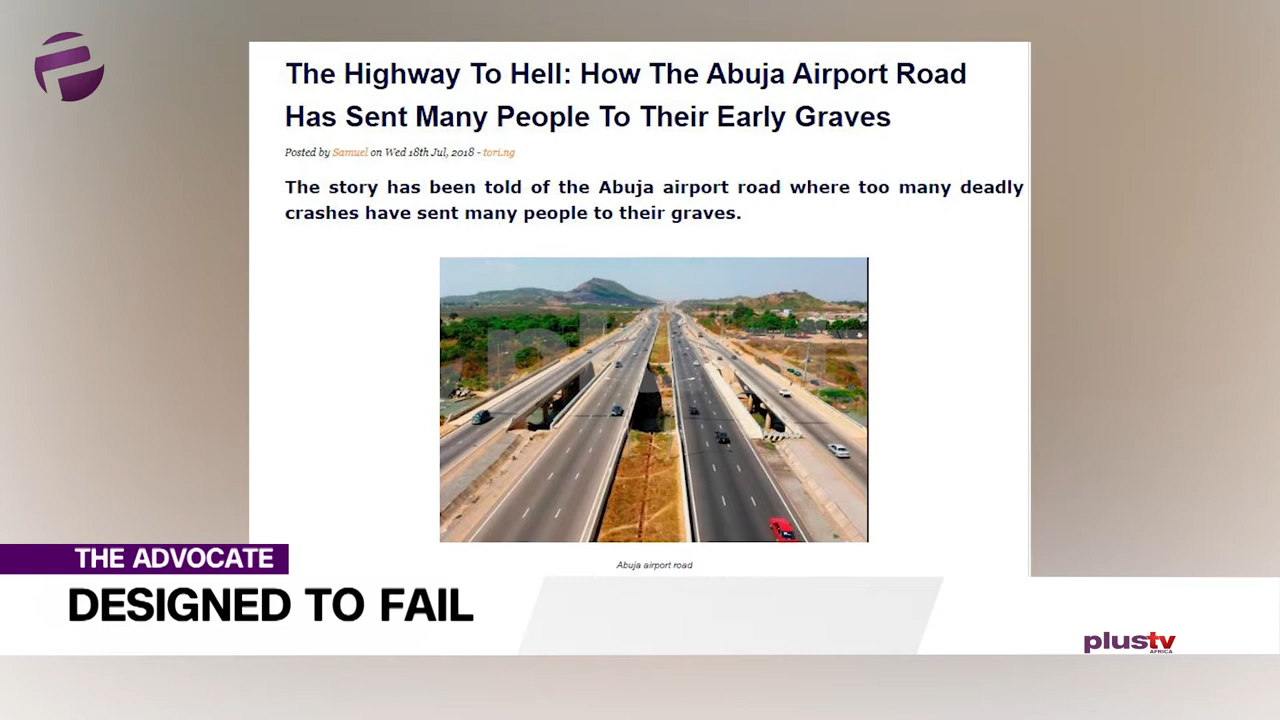 The Highway To Hell: How The Abuja Airport Road
Has Sent Many People To Their Early Graves
Posted by Samuel on Wed 18th Jul, 2018 - tori.ng
The story has been told of the Abuja airport road where too many deadly
crashes have sent many people to their graves.
Abuja airport road
THE ADVOCATE
DESIGNED TO FAIL
plustv
AFRICA